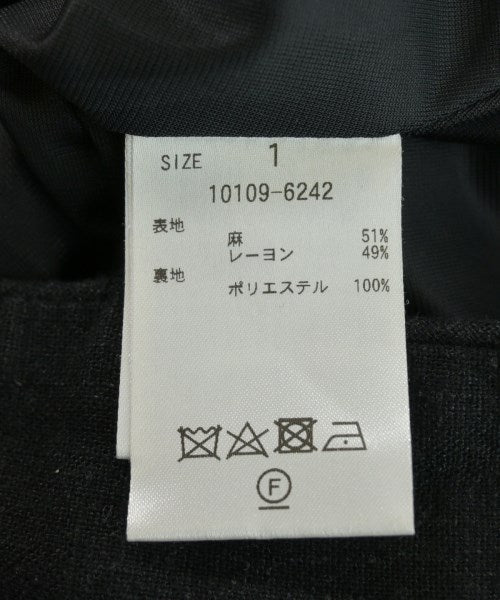 SIZE 1
10109-6242
表地 麻 51%
レーヨン 49%
裏地 ポリエステル 100%
F